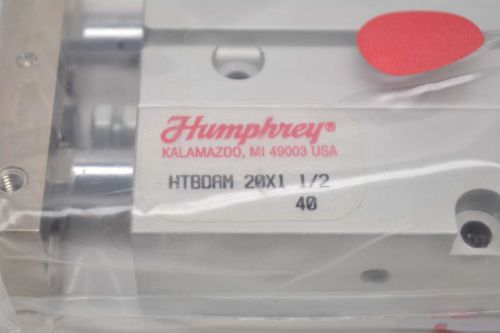 Humphrey®
KALAMAZOO, MI 49003 USA
HTBDAM 20X1 1/2
40